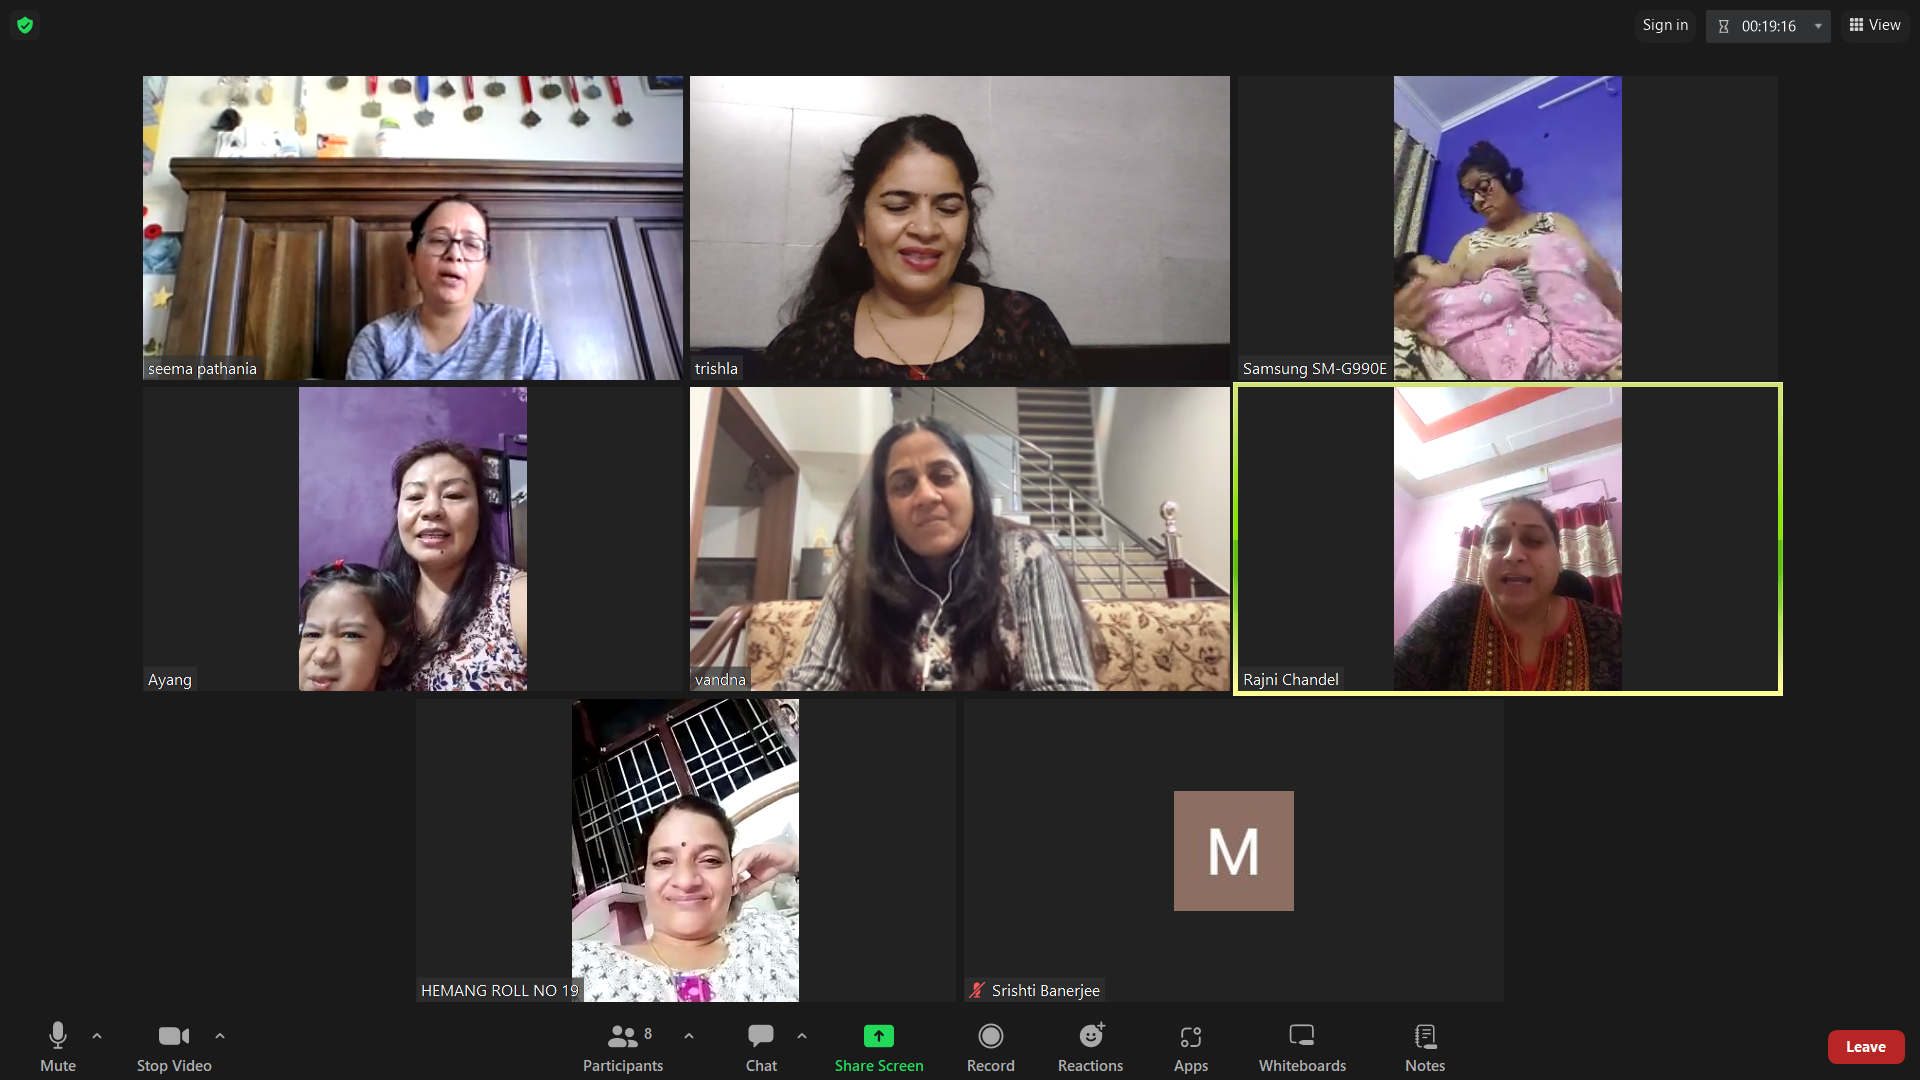 Sign in
00:19:16
View
seema pathania
trishla
Samsung SM-G990E
Ayang
vandna
Rajni Chandel
HEMANG ROLL NO 19
M
Srishti Banerjee
Mute
Stop Video
8
Participants
Chat
Share Screen
Record
Reactions
Apps
Whiteboards
Notes
Leave